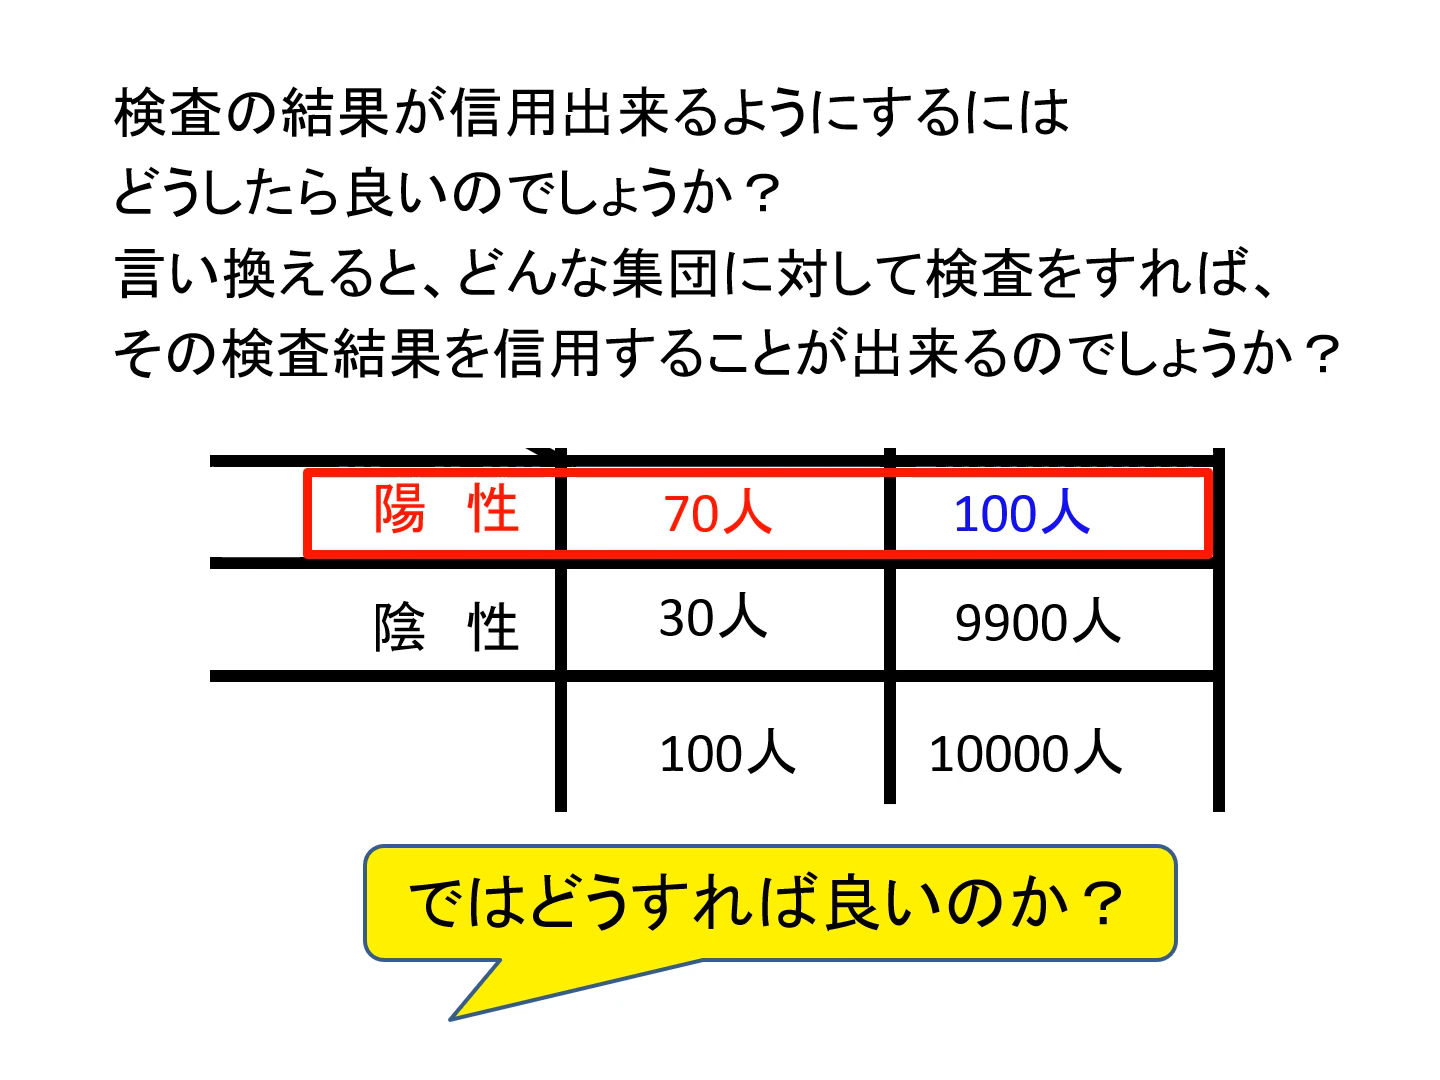 検査の結果が信用出来るようにするには
どうしたら良いのでしょうか？
言い換えると、どんな集団に対して検査をすれば、
その検査結果を信用することが出来るのでしょうか？
陽　性 70人 100人
陰　性 30人 9900人
100人 10000人
ではどうすれば良いのか？